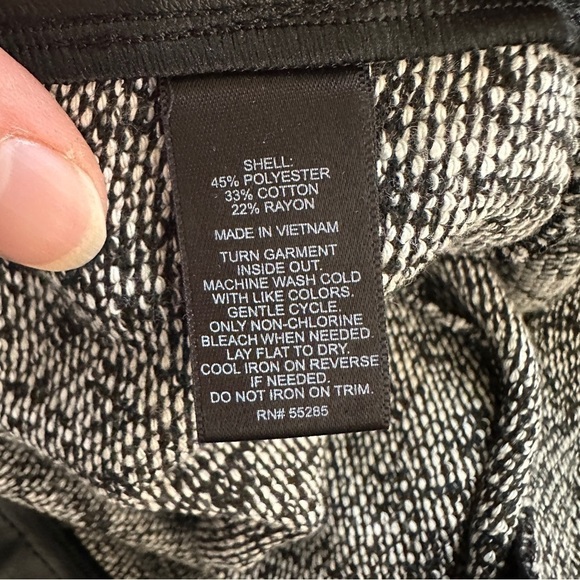 SHELL:
45% POLYESTER
33% COTTON
22% RAYON
MADE IN VIETNAM
TURN GARMENT
INSIDE OUT.
MACHINE WASH COLD
WITH LIKE COLORS.
GENTLE CYCLE.
ONLY NON-CHLORINE
BLEACH WHEN NEEDED.
LAY FLAT TO DRY.
COOL IRON ON REVERSE
IF NEEDED.
DO NOT IRON ON TRIM.
RN# 55285